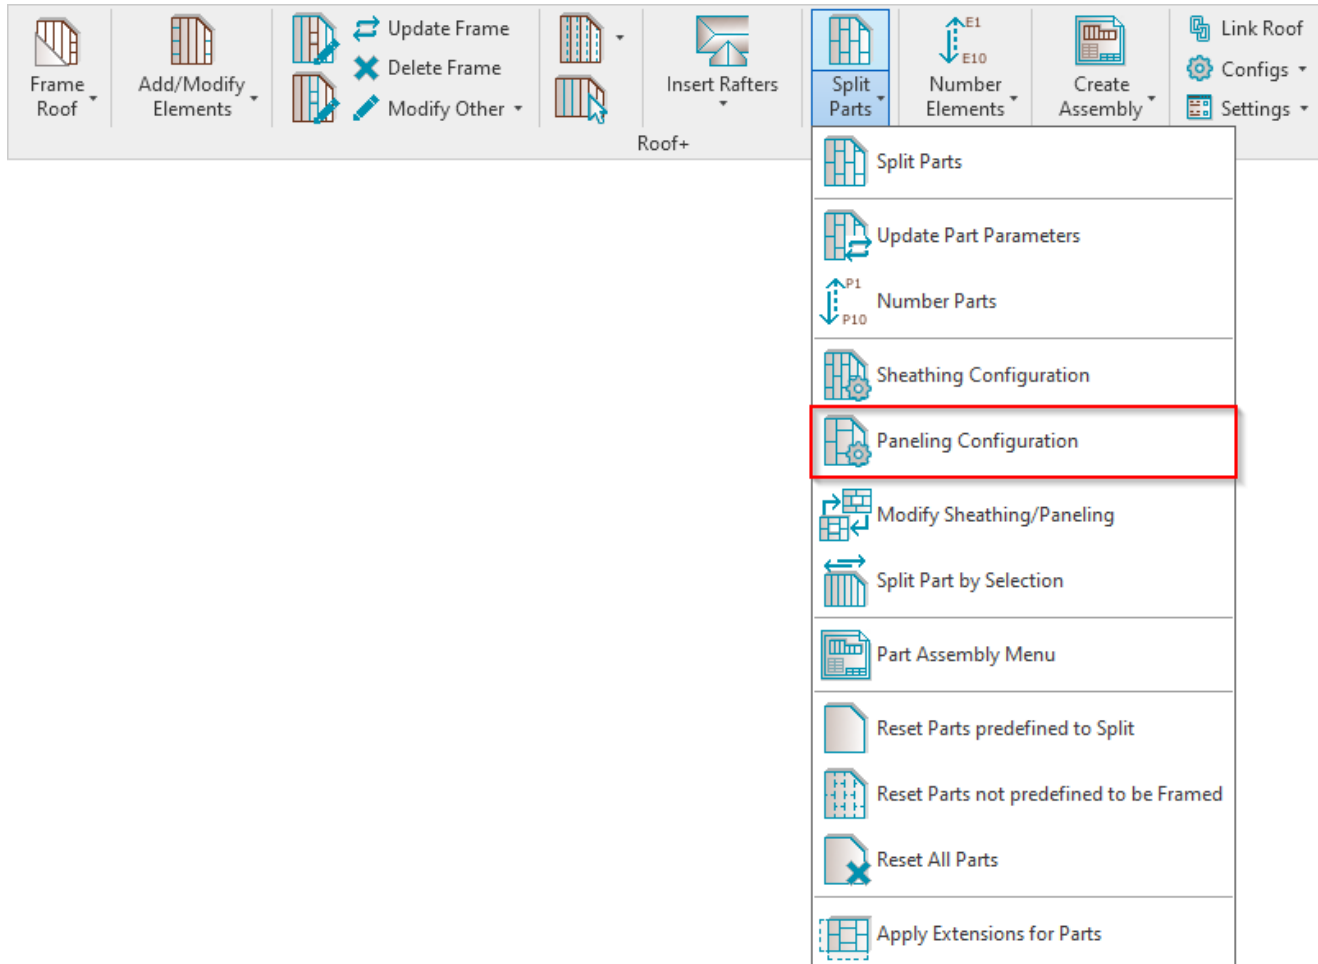 Frame
Roof
Add/Modify
Elements
Update Frame
Delete Frame
Modify Other
Insert Rafters
Split
Parts
E1
E10
Number
Elements
Create
Assembly
Link Roof
Configs
Settings
Roof+
Split Parts
Update Part Parameters
P1
P10
Number Parts
Sheathing Configuration
Paneling Configuration
Modify Sheathing/Paneling
Split Part by Selection
Part Assembly Menu
Reset Parts predefined to Split
Reset Parts not predefined to be Framed
Reset All Parts
Apply Extensions for Parts